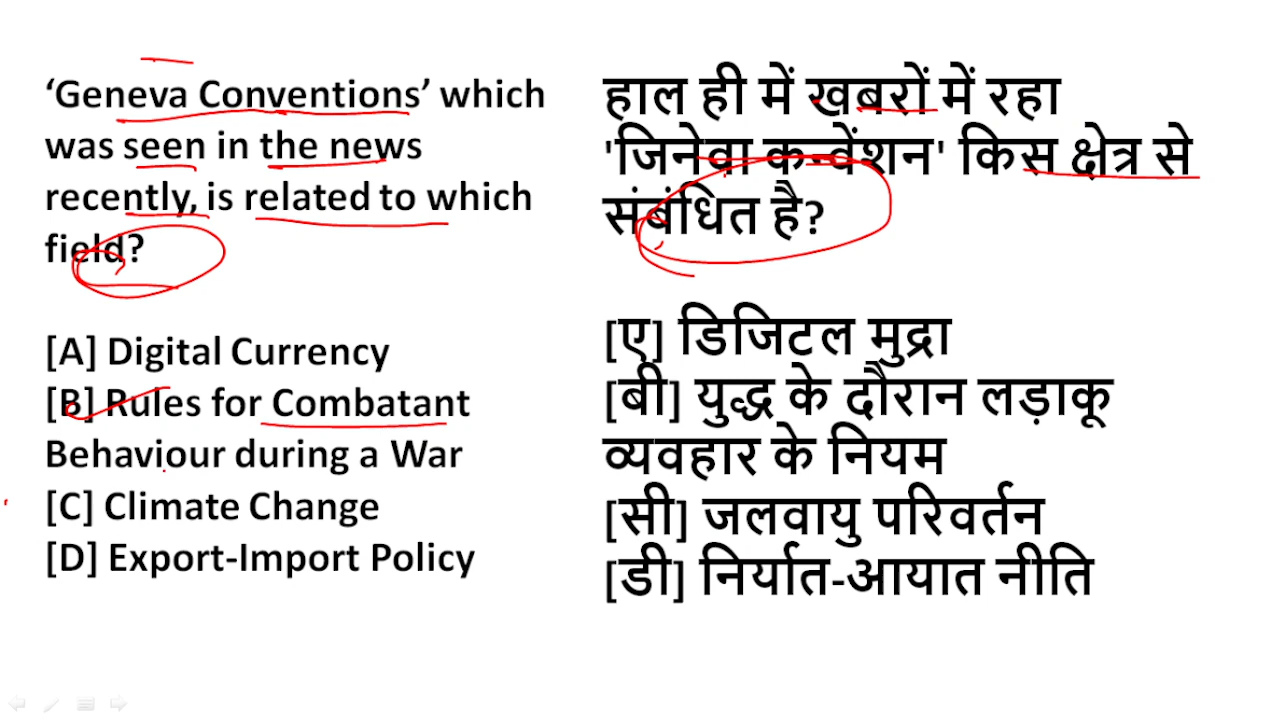 ‘Geneva Conventions’ which
was seen in the news
recently, is related to which
field?
[A] Digital Currency
[B] Rules for Combatant
Behaviour during a War
[C] Climate Change
[D] Export-Import Policy
हाल ही में खबरों में रहा
'जिनेवा कन्वेंशन' किस क्षेत्र से
संबंधित है?
[ए] डिजिटल मुद्रा
[बी] युद्ध के दौरान लड़ाकू
व्यवहार के नियम
[सी] जलवायु परिवर्तन
[डी] निर्यात-आयात नीति